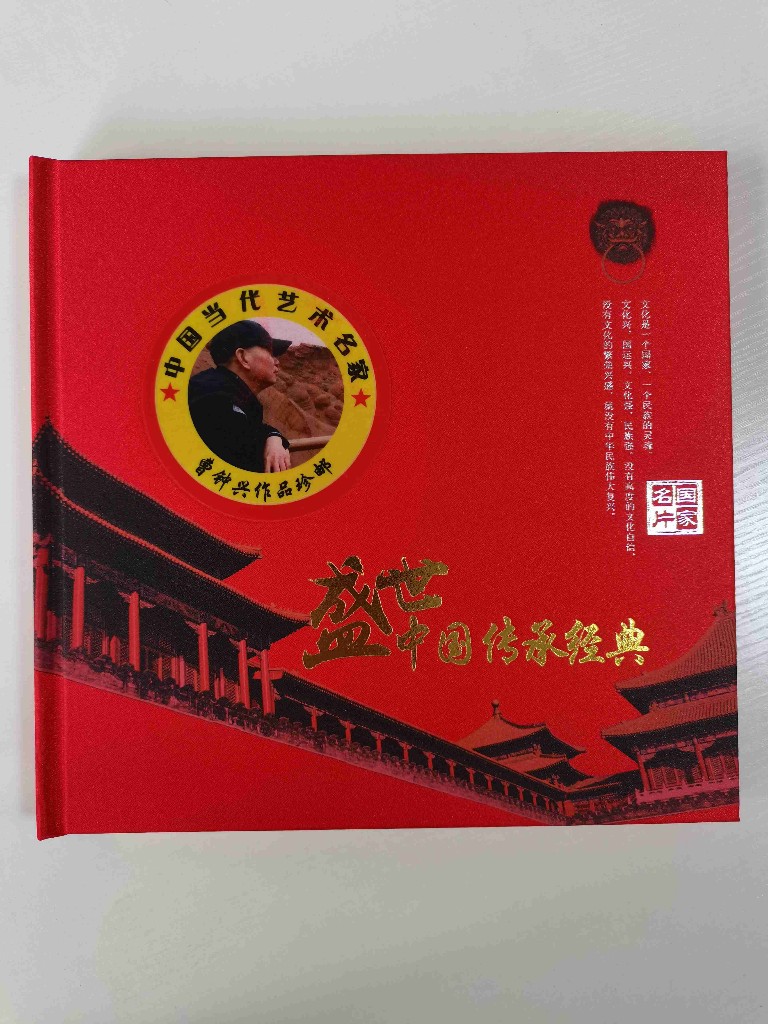 中国当代艺术名家
曹钟兴作品珍邮
文化是一个国家、一个民族的灵魂。
文化兴，国运兴，文化强，民族强。没有高度的文化自信，
没有文化的繁荣兴盛，就没有中华民族伟大复兴。
国家
名片
盛世
中国传承经典